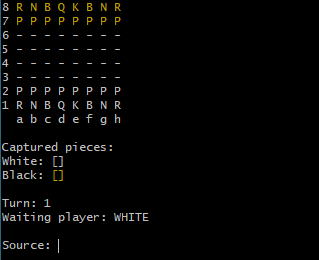 8 R N B Q K B N R
7 P P P P P P P P
6 - - - - - - - -
5 - - - - - - - -
4 - - - - - - - -
3 - - - - - - - -
2 P P P P P P P P
1 R N B Q K B N R
  a b c d e f g h
Captured pieces:
White: []
Black: []
Turn: 1
Waiting player: WHITE
Source: